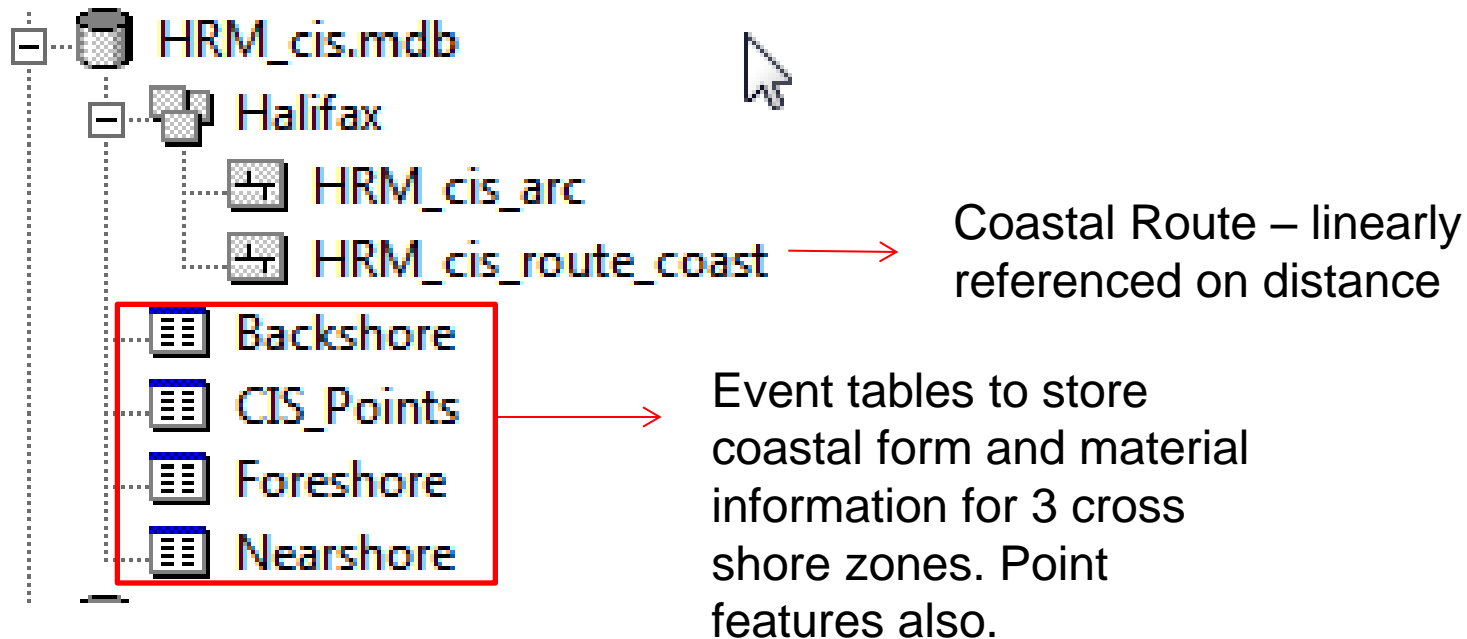 HRM_cis.mdb
Halifax
HRM_cis_arc
HRM_cis_route_coast
Coastal Route – linearly
referenced on distance
Backshore
CIS_Points
Foreshore
Nearshore
Event tables to store
coastal form and material
information for 3 cross
shore zones. Point
features also.